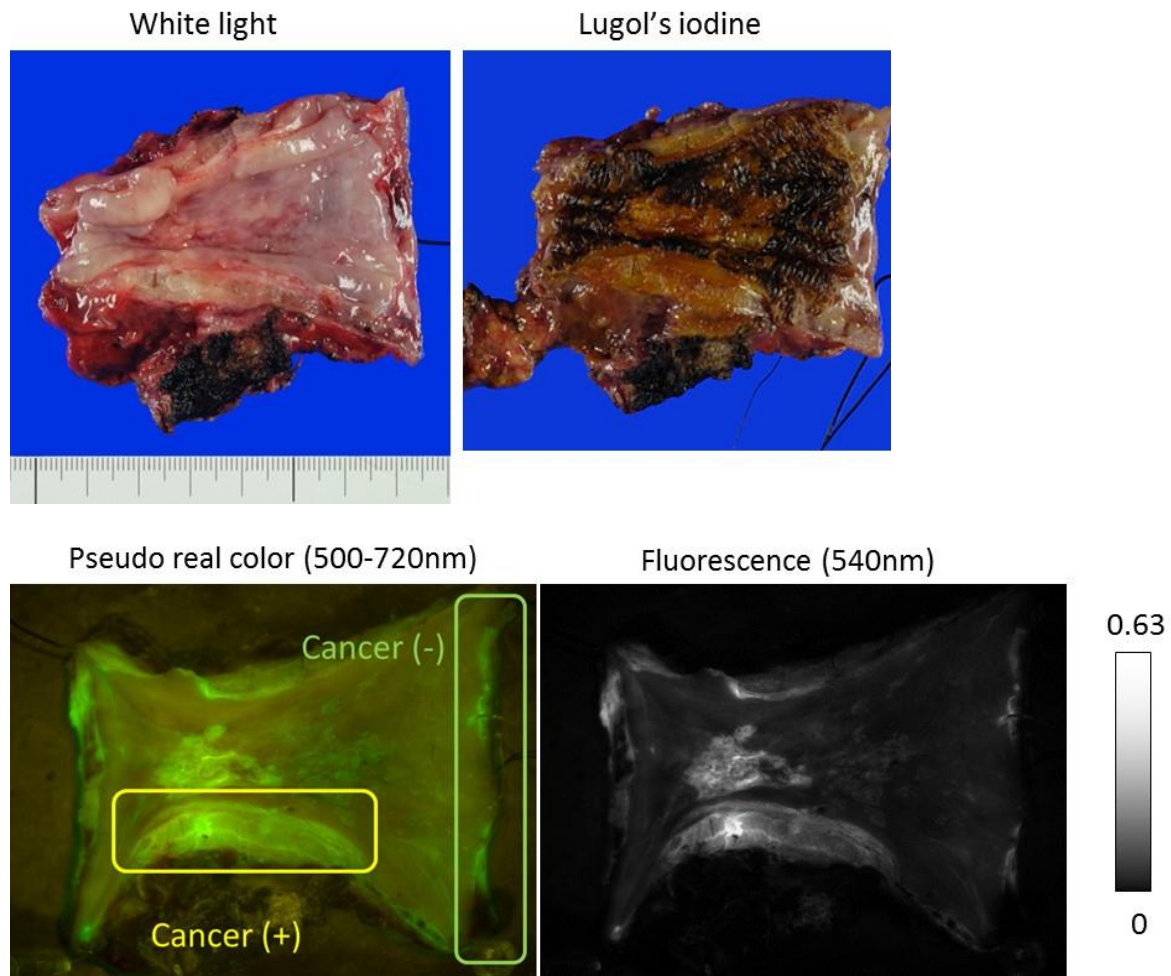 White light
Lugol’s iodine
Pseudo real color (500-720nm)
Fluorescence (540nm)
Cancer (-)
Cancer (+)
0.63
0